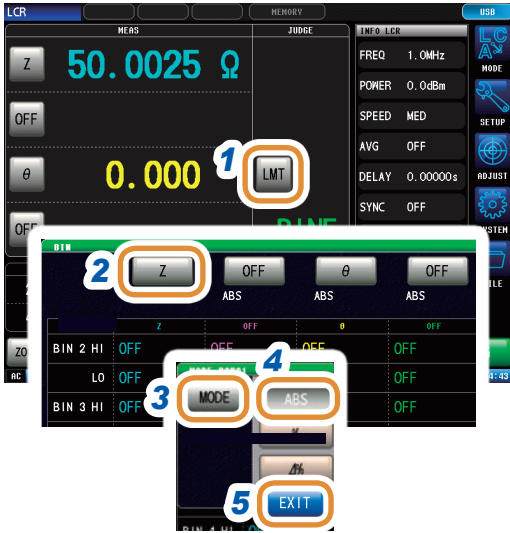 LCR
MEMORY
USB
MEAS
JUDGE
INFO LCR
LC
A
Z
50.0025 Ω
FREQ 1.0MHz
MODE
POWER 0.0dBm
OFF
SPEED MED
SETUP
AVG OFF
1
θ
0.000
LMT
DELAY 0.00000s
ADJUST
SYNC OFF
OFF
BIN
2
Z
OFF
θ
OFF
ABS
ABS
ABS
Z
OFF
θ
OFF
BIN 2 HI OFF OFF OFF OFF
LO OFF OFF
BIN 3 HI OFF OFF
AC
4
3
MODE
ABS
%
Δ%
5
EXIT